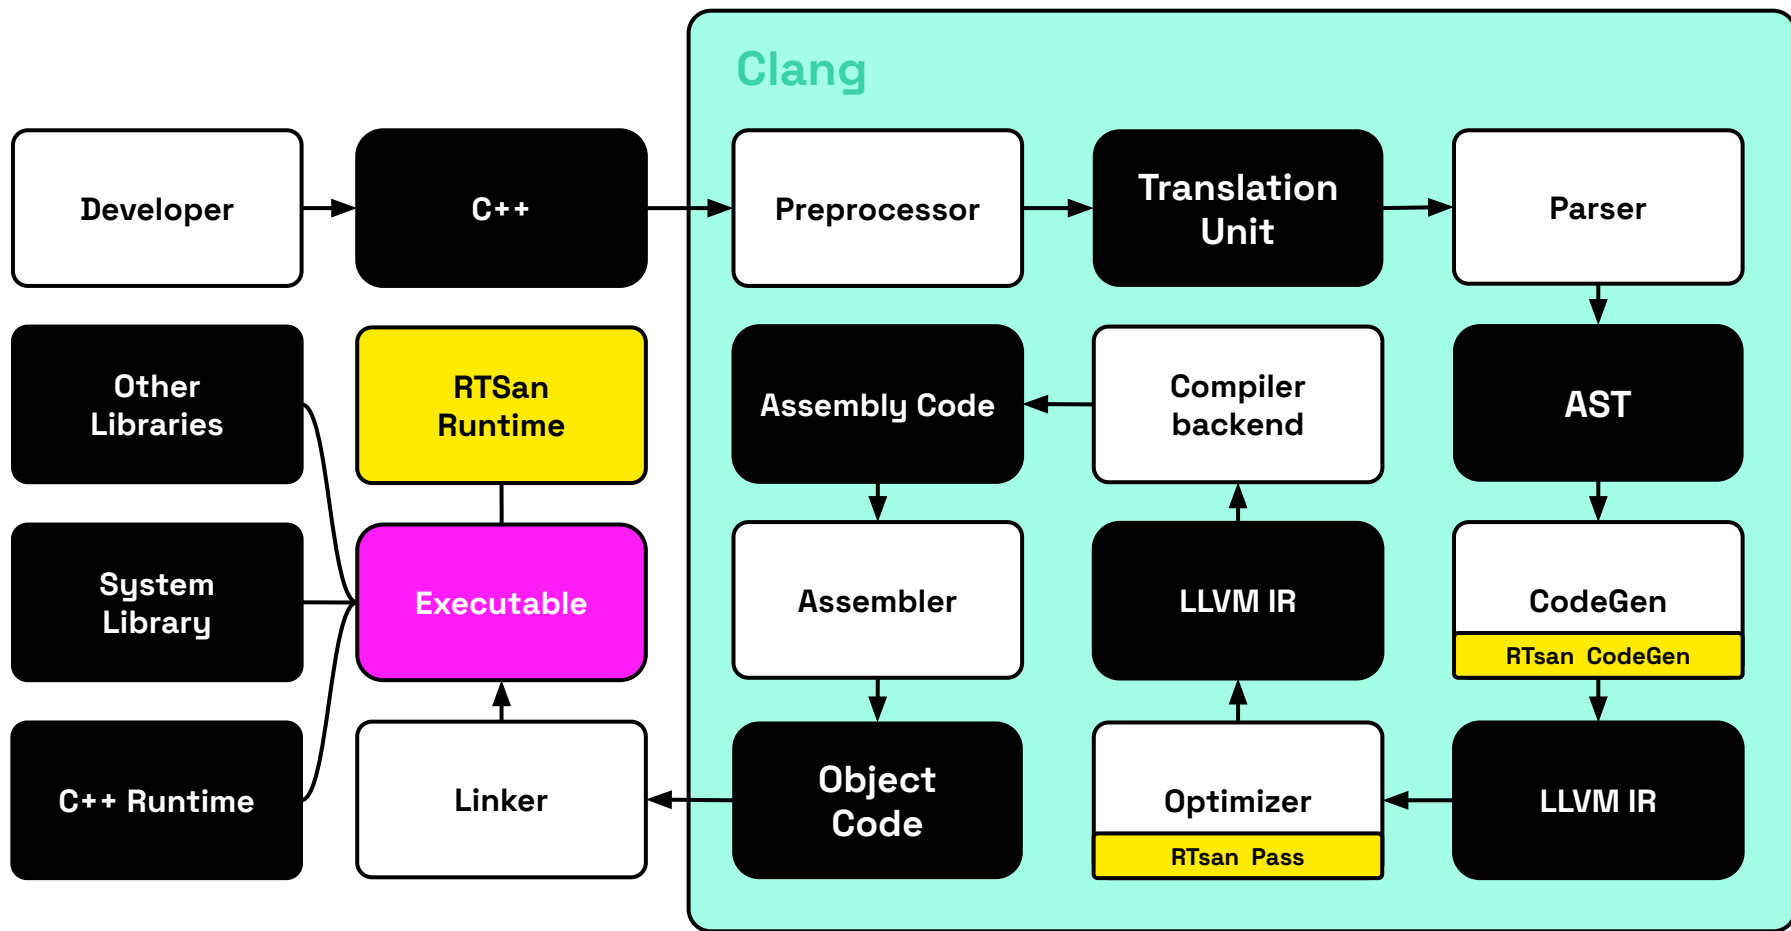 Clang
Developer
C++
Preprocessor
Translation
Unit
Parser
Other
Libraries
RTSan
Runtime
Assembly Code
Compiler
backend
AST
System
Library
Executable
Assembler
LLVM IR
CodeGen
RTsan CodeGen
C++ Runtime
Linker
Object
Code
Optimizer
RTsan Pass
LLVM IR